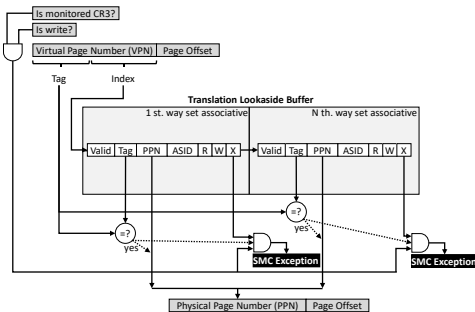 Is monitored CR3?
Is write?
Virtual Page Number (VPN) Page Offset
Tag Index
Translation Lookaside Buffer
1 st. way set associative N th. way set associative
Valid Tag PPN ASID R W X Valid Tag PPN ASID R W X
=?
yes
=?
yes
SMC Exception SMC Exception
Physical Page Number (PPN) Page Offset